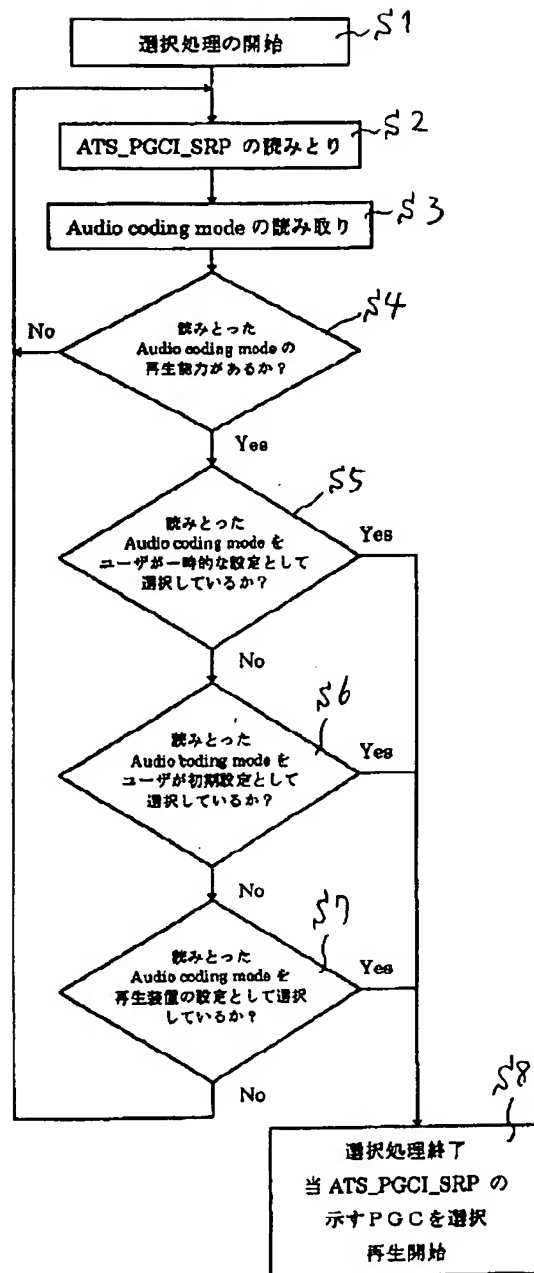 選択処理の開始
S1
ATS_PGCI_SRP の読みとり
S2
Audio coding mode の読み取り
S3
読みとった
Audio coding mode の
再生能力があるか?
S4
No
Yes
読みとった
Audio coding mode を
ユーザが一時的な設定として
選択しているか?
S5
Yes
No
読みとった
Audio coding mode を
ユーザが初期設定として
選択しているか?
S6
Yes
No
読みとった
Audio coding mode を
再生装置の設定として選択
しているか?
S7
Yes
No
S8
選択処理終了
当 ATS_PGCI_SRP の
示すPGCを選択
再生開始